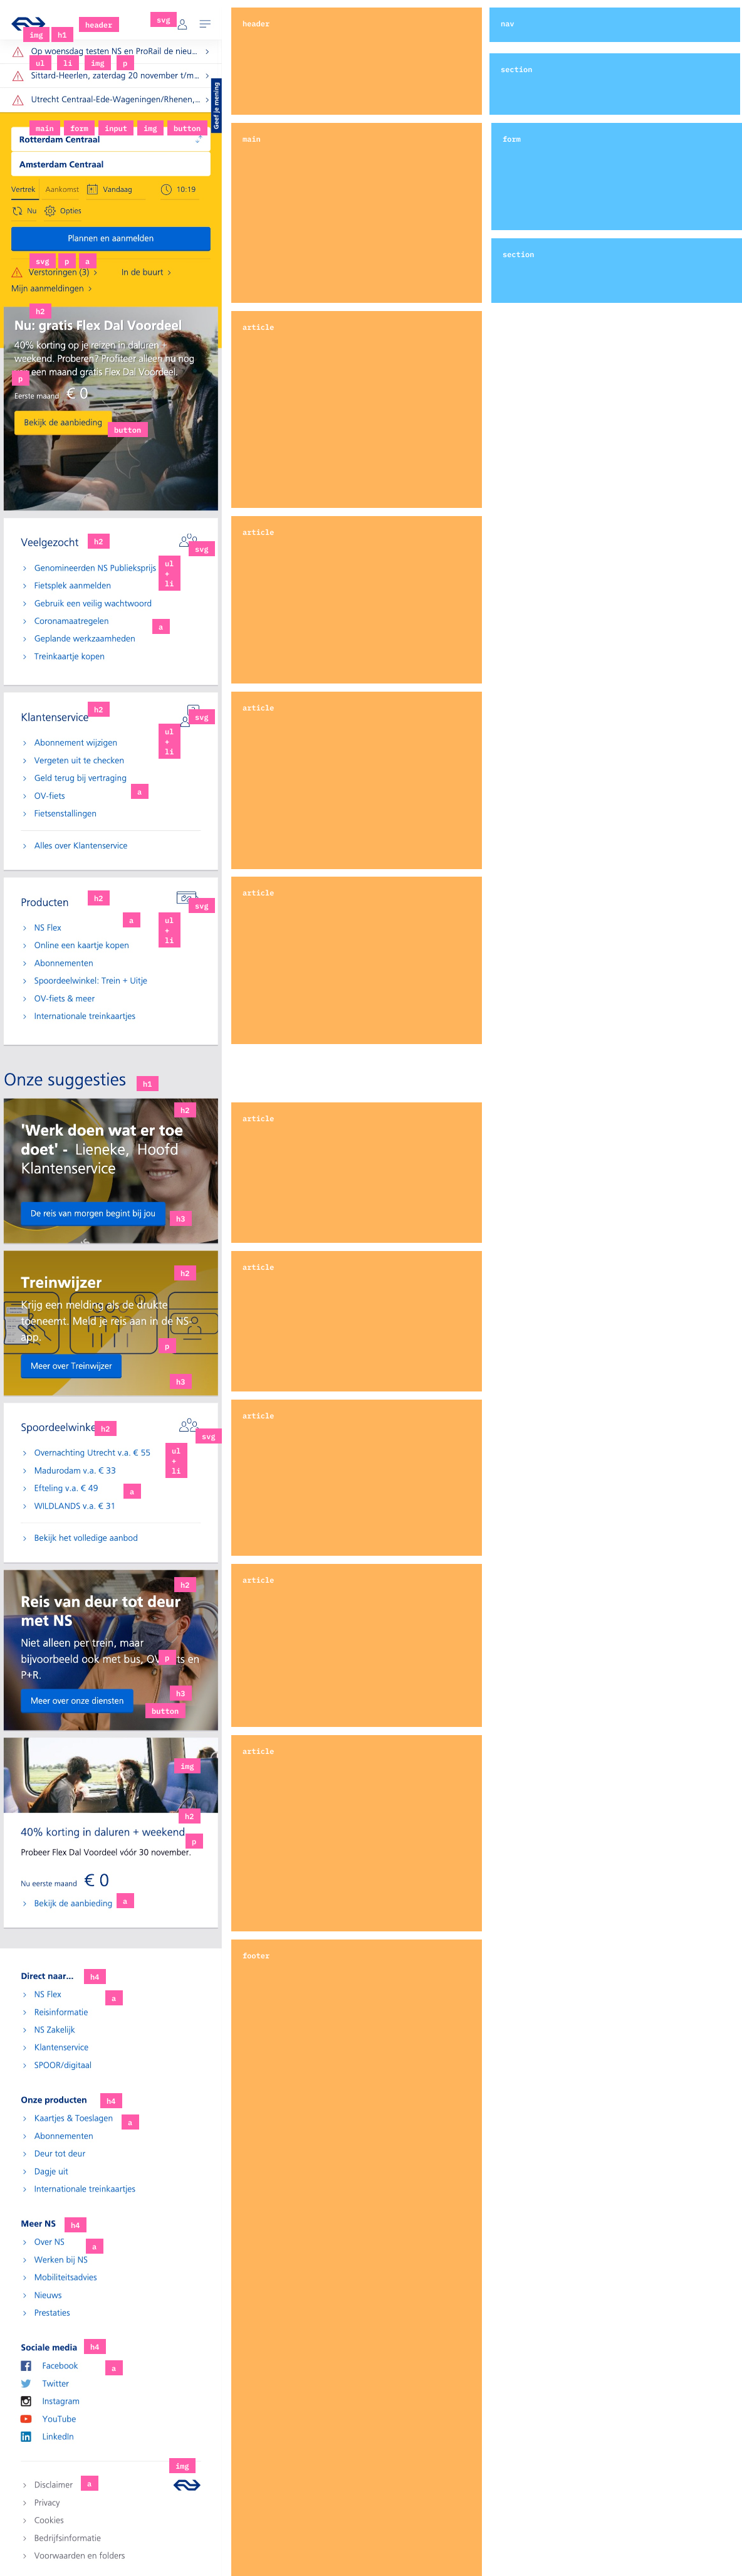 header
svg
img
h1
Op woensdag testen NS en ProRail de nieu...
ul
li
img
p
Sittard-Heerlen, zaterdag 20 november t/m...
Utrecht Centraal-Ede-Wageningen/Rhenen,...
Geef je mening
main
form
input
img
button
Rotterdam Centraal
Amsterdam Centraal
Vertrek
Aankomst
Vandaag
10:19
Nu
Opties
Plannen en aanmelden
svg
p
a
Verstoringen (3)
In de buurt
Mijn aanmeldingen
h2
Nu: gratis Flex Dal Voordeel
40% korting op je reizen in daluren +
weekend. Proberen? Profiteer alleen nu nog
een maand gratis Flex Dal Voordeel.
p
Eerste maand € 0
Bekijk de aanbieding
button
Veelgezocht
h2
svg
ul
+
li
Genomineerden NS Publieksprijs
Fietsplek aanmelden
Gebruik een veilig wachtwoord
Coronamaatregelen
a
Geplande werkzaamheden
Treinkaartje kopen
Klantenservice
h2
svg
ul
+
li
Abonnement wijzigen
Vergeten uit te checken
Geld terug bij vertraging
OV-fiets
a
Fietsenstallingen
Alles over Klantenservice
Producten
h2
svg
a
ul
+
li
NS Flex
Online een kaartje kopen
Abonnementen
Spoordeelwinkel: Trein + Uitje
OV-fiets & meer
Internationale treinkaartjes
Onze suggesties
h1
h2
'Werk doen wat er toe
doet' - Lieneke, Hoofd
Klantenservice
De reis van morgen begint bij jou
h3
h2
Treinwijzer
Krijg een melding als de drukte
toeneemt. Meld je reis aan in de NS-
app.
p
Meer over Treinwijzer
h3
Spoordeelwinke
h2
svg
ul
+
li
Overnachting Utrecht v.a. € 55
Madurodam v.a. € 33
Efteling v.a. € 49
a
WILDLANDS v.a. € 31
Bekijk het volledige aanbod
h2
Reis van deur tot deur
met NS
Niet alleen per trein, maar
bijvoorbeeld ook met bus, OV ts en
P+R.
p
h3
Meer over onze diensten
button
img
h2
40% korting in daluren + weekend
p
Probeer Flex Dal Voordeel vóór 30 november.
Nu eerste maand € 0
Bekijk de aanbieding
a
Direct naar...
h4
NS Flex
a
Reisinformatie
NS Zakelijk
Klantenservice
SPOOR/digitaal
Onze producten
h4
Kaartjes & Toeslagen
a
Abonnementen
Deur tot deur
Dagje uit
Internationale treinkaartjes
Meer NS
h4
Over NS
a
Werken bij NS
Mobiliteitsadvies
Nieuws
Prestaties
Sociale media
h4
Facebook
a
Twitter
Instagram
YouTube
LinkedIn
img
Disclaimer
a
Privacy
Cookies
Bedrijfsinformatie
Voorwaarden en folders
header
nav
section
main
form
section
article
article
article
article
article
article
article
article
article
footer